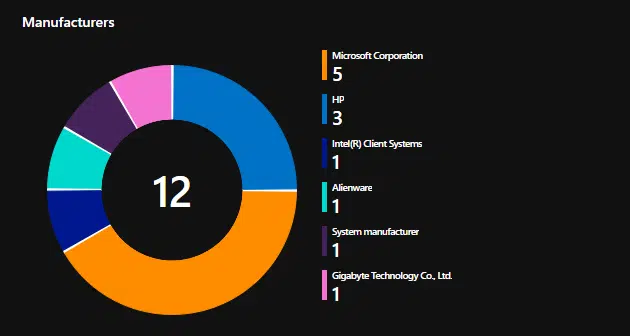 Manufacturers
12
Microsoft Corporation
5
HP
3
Intel(R) Client Systems
1
Alienware
1
System manufacturer
1
Gigabyte Technology Co., Ltd.
1